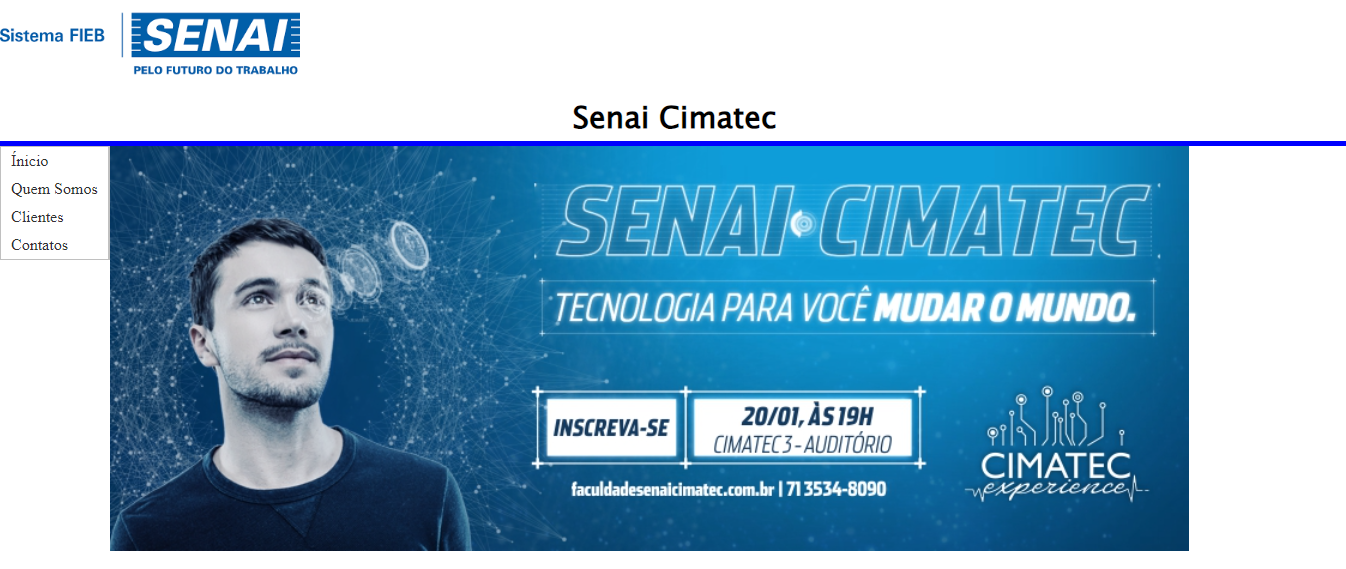 Sistema FIEB
SENAI
PELO FUTURO DO TRABALHO
Senai Cimatec
Ínicio
Quem Somos
Clientes
Contatos
SENAI CIMATEC
TECNOLOGIA PARA VOCÊ MUDAR O MUNDO.
INSCREVA-SE
20/01, ÀS 19H
CIMATEC 3 - AUDITÓRIO
faculdadesenaicimatec.com.br | 71 3534-8090
CIMATEC
experience